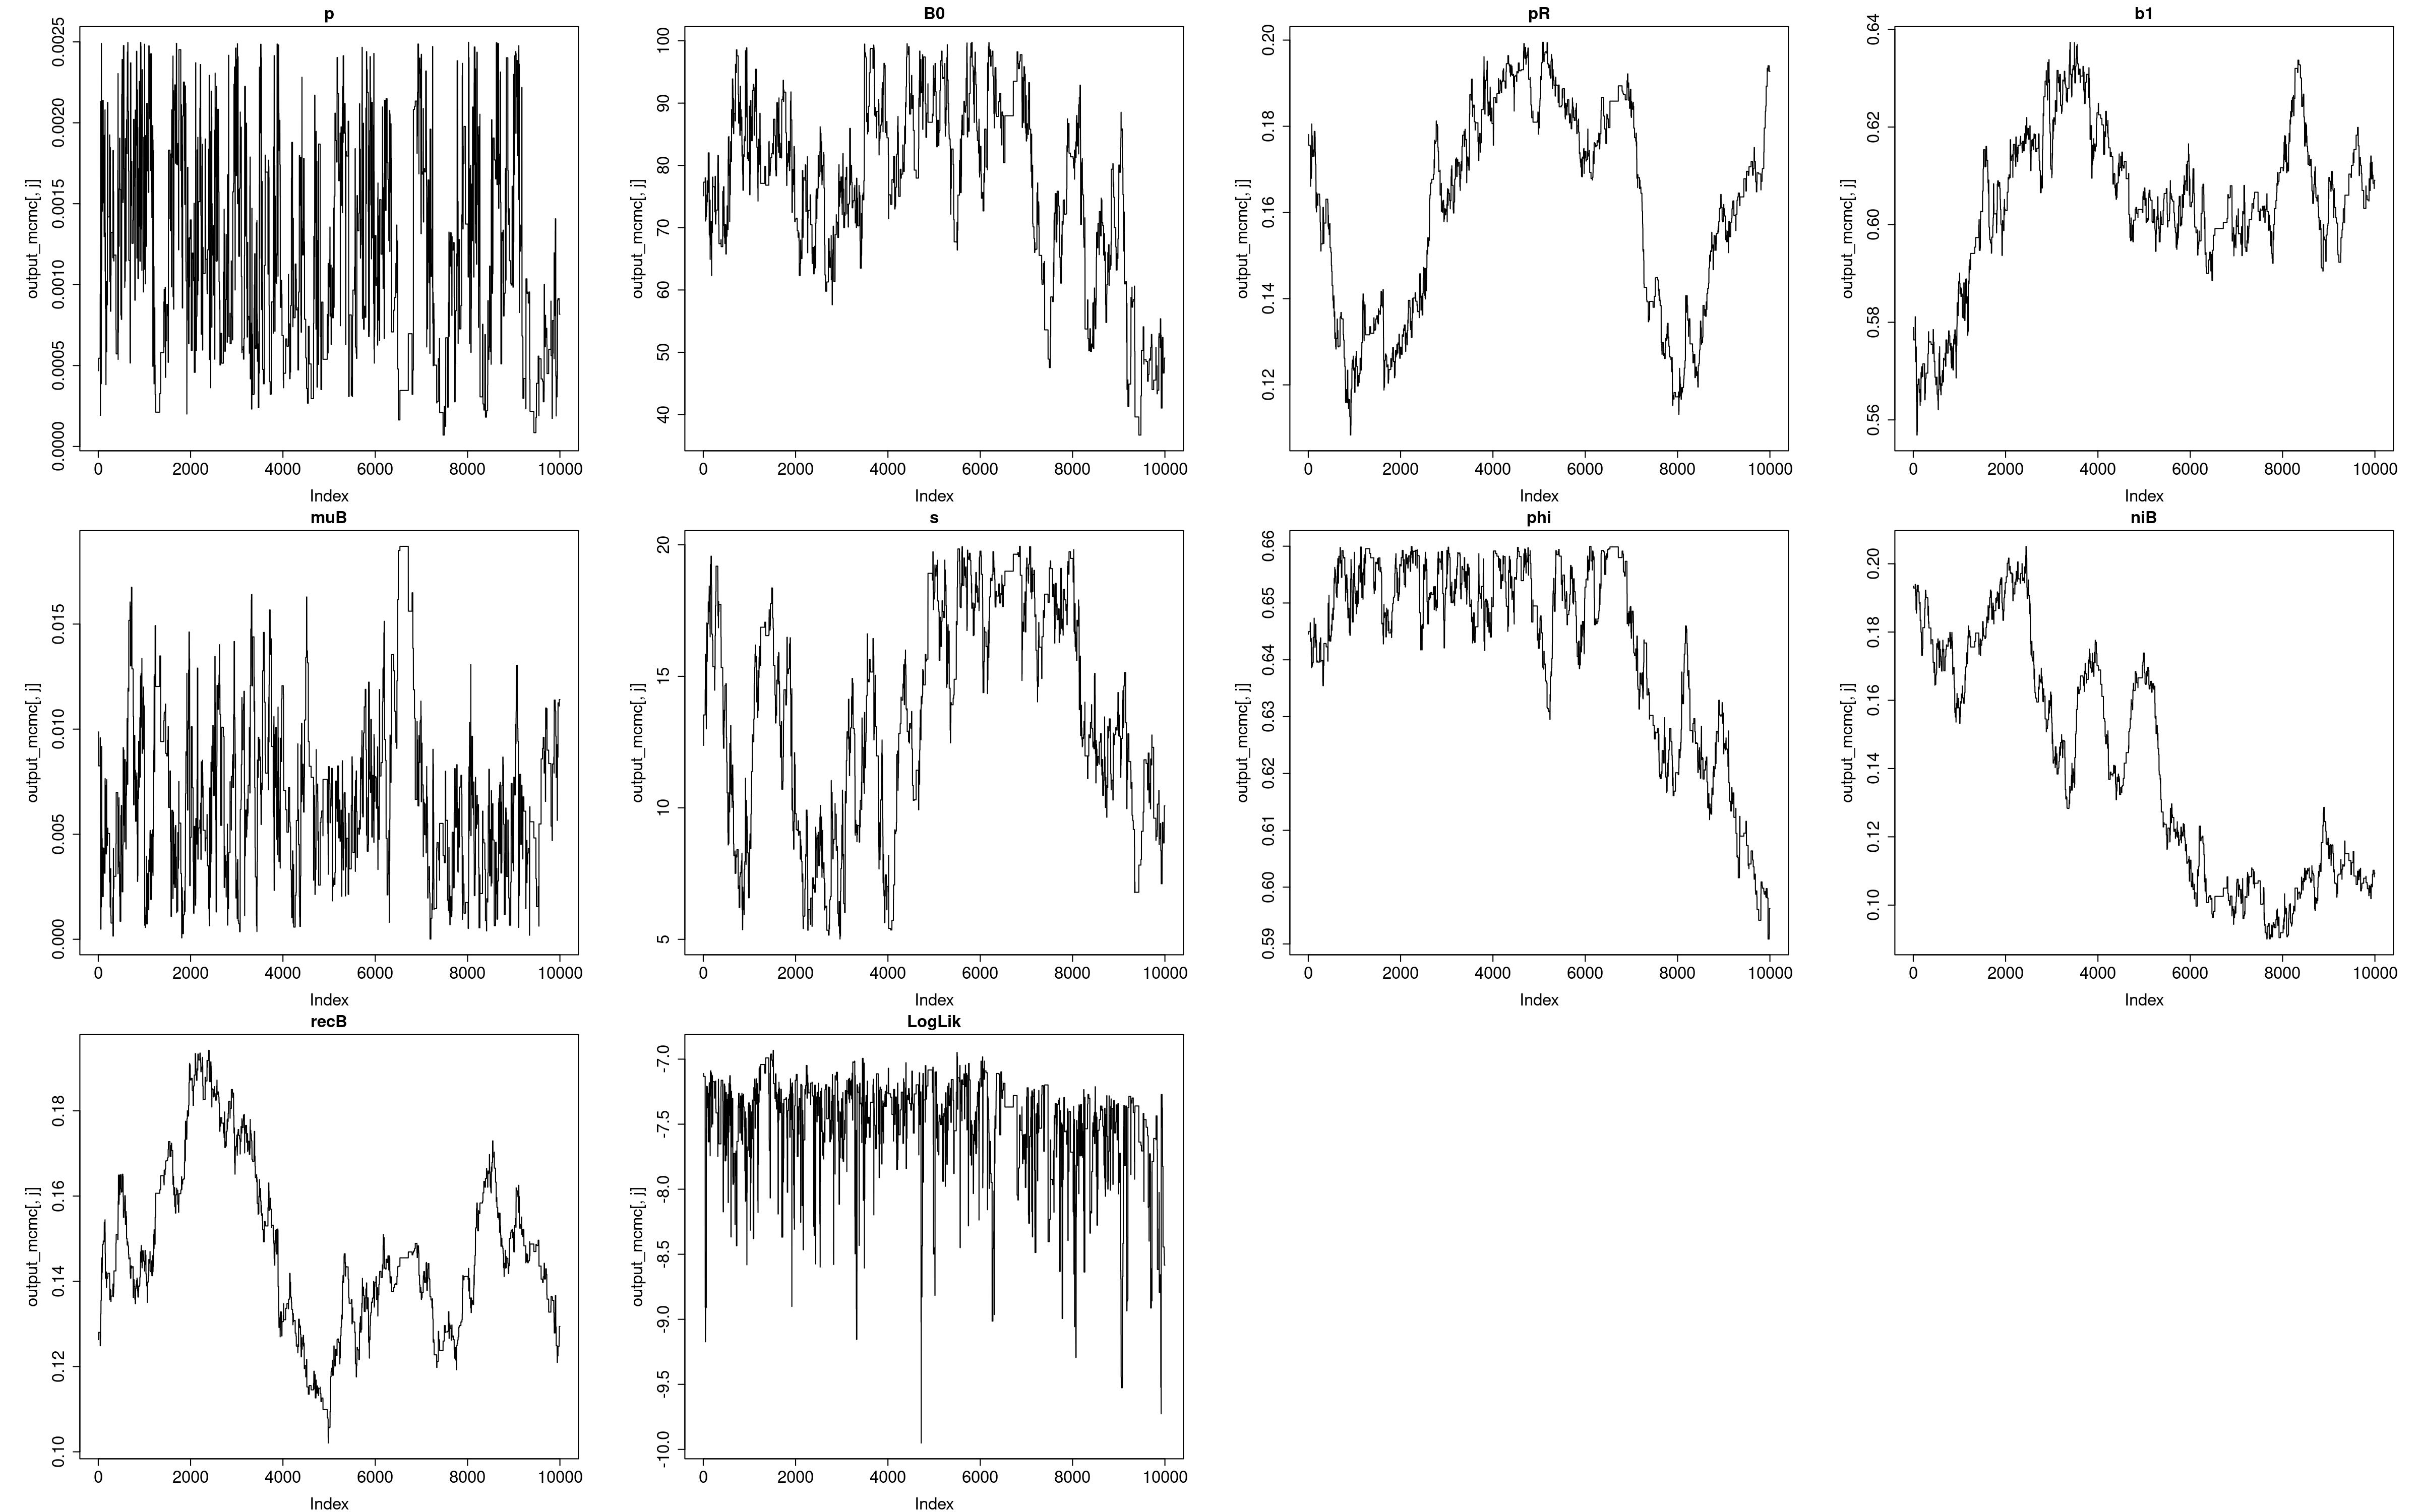 p
output_mcmc[, j]
0.0000 0.0005 0.0010 0.0015 0.0020 0.0025
0 2000 4000 6000 8000 10000
Index
B0
output_mcmc[, j]
40 50 60 70 80 90 100
0 2000 4000 6000 8000 10000
Index
pR
output_mcmc[, j]
0.12 0.14 0.16 0.18 0.20
0 2000 4000 6000 8000 10000
Index
b1
output_mcmc[, j]
0.56 0.58 0.60 0.62 0.64
0 2000 4000 6000 8000 10000
Index
muB
output_mcmc[, j]
0.000 0.005 0.010 0.015
0 2000 4000 6000 8000 10000
Index
s
output_mcmc[, j]
5 10 15 20
0 2000 4000 6000 8000 10000
Index
phi
output_mcmc[, j]
0.59 0.60 0.61 0.62 0.63 0.64 0.65 0.66
0 2000 4000 6000 8000 10000
Index
niB
output_mcmc[, j]
0.10 0.12 0.14 0.16 0.18 0.20
0 2000 4000 6000 8000 10000
Index
recB
output_mcmc[, j]
0.10 0.12 0.14 0.16 0.18
0 2000 4000 6000 8000 10000
Index
LogLik
output_mcmc[, j]
-10.0 -9.5 -9.0 -8.5 -8.0 -7.5 -7.0
0 2000 4000 6000 8000 10000
Index